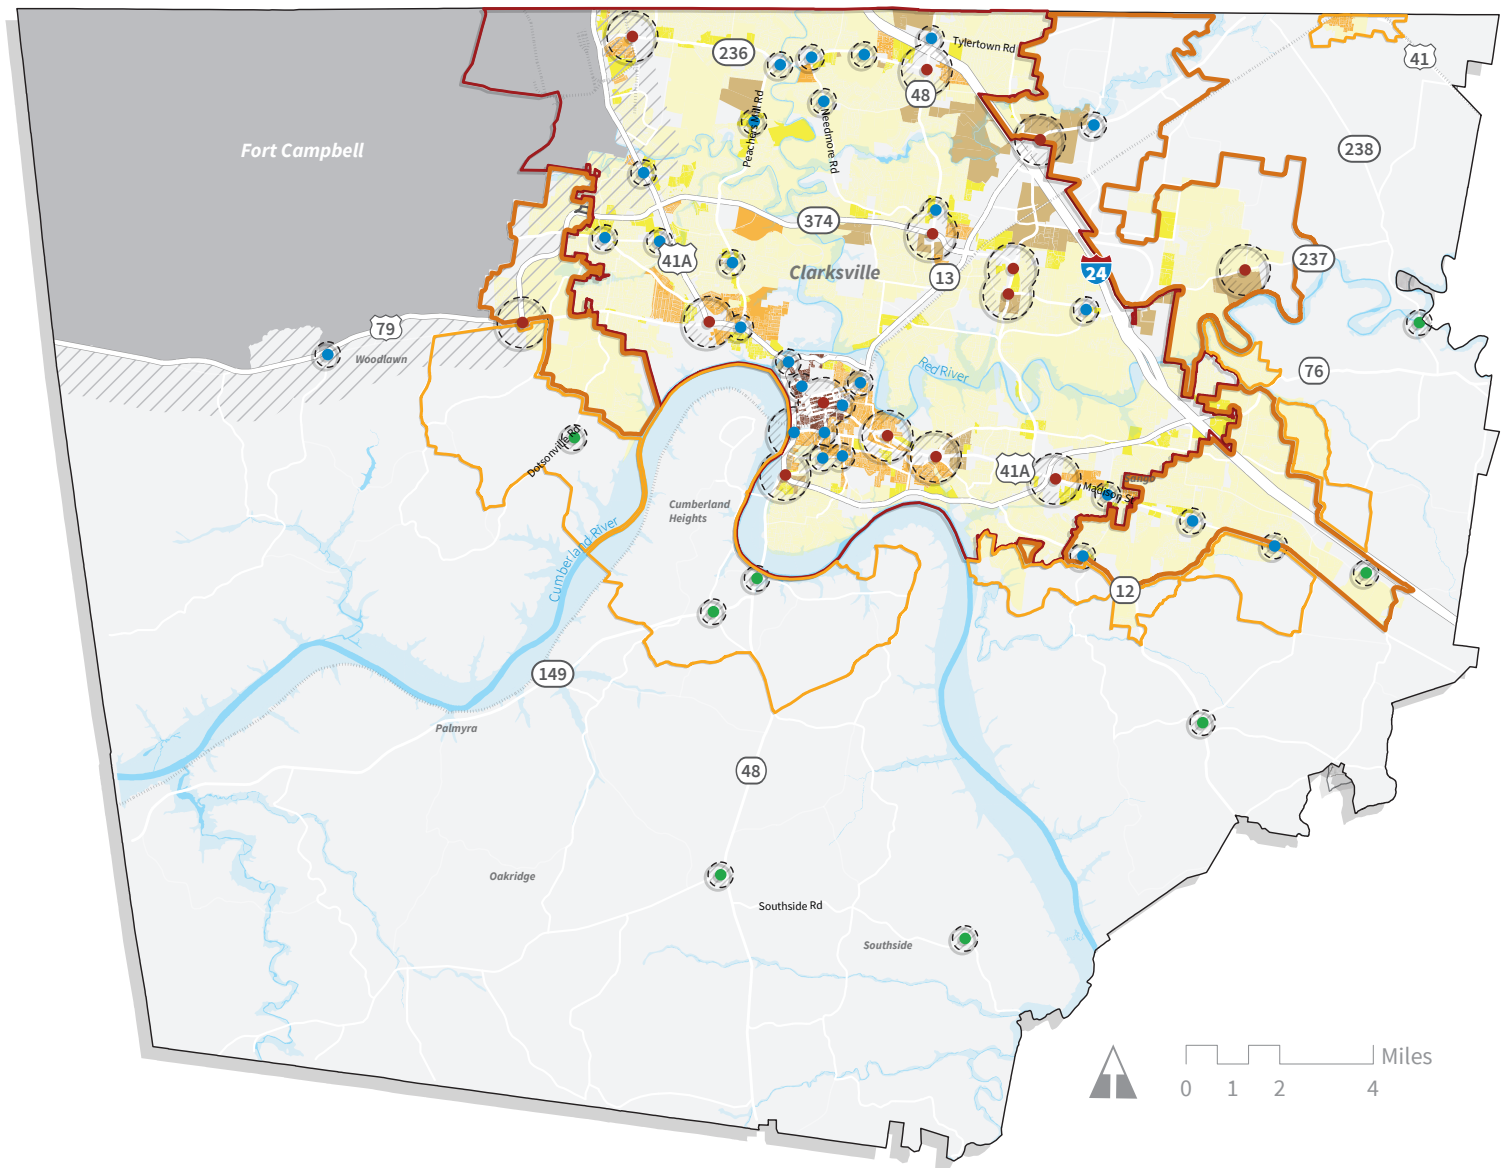 Tylertown Rd
236
41
48
Fort Campbell
Peachers Mill Rd
Needmore Rd
238
374
41A
Clarksville
13
24
237
79
Woodlawn
Red River
76
Dotsonville Rd
41A
Sango
Madison St
Cumberland
Heights
Cumberland River
12
149
Palmyra
48
Oakridge
Southside Rd
Southside
Miles
0 1 2 4